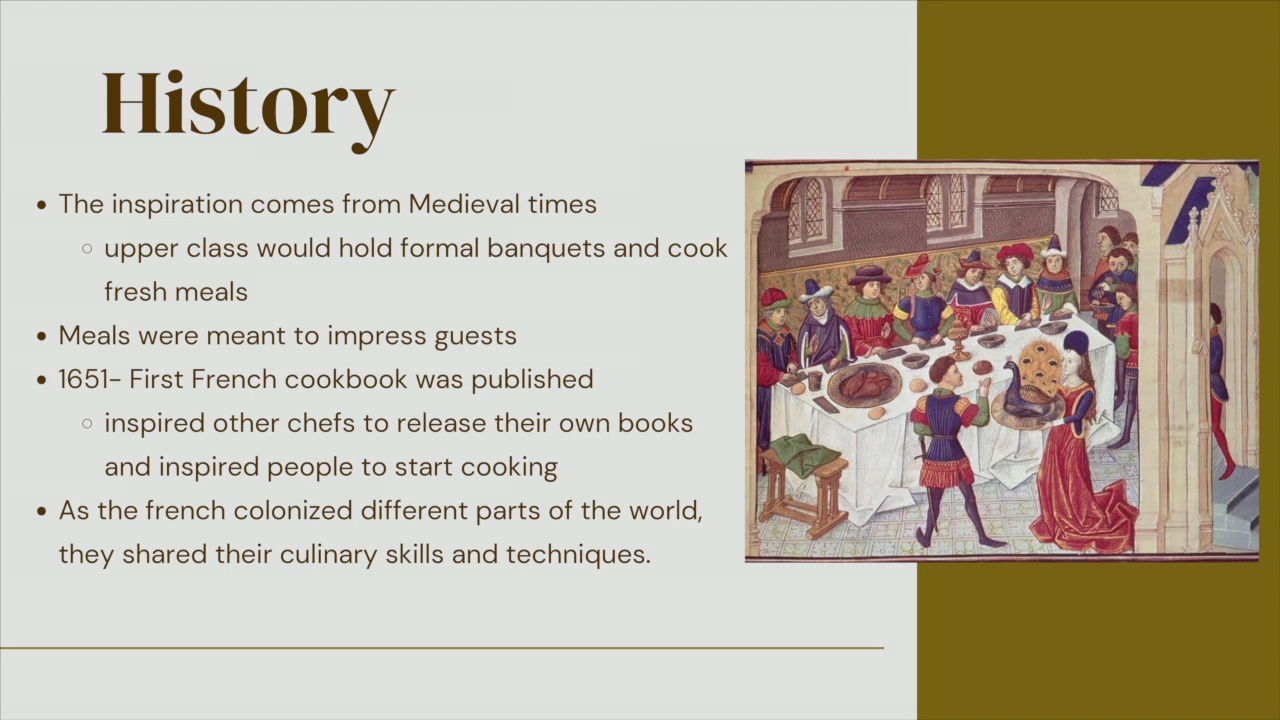 History
• The inspiration comes from Medieval times
○ upper class would hold formal banquets and cook
fresh meals
• Meals were meant to impress guests
• 1651- First French cookbook was published
○ inspired other chefs to release their own books
and inspired people to start cooking
• As the french colonized different parts of the world,
they shared their culinary skills and techniques.